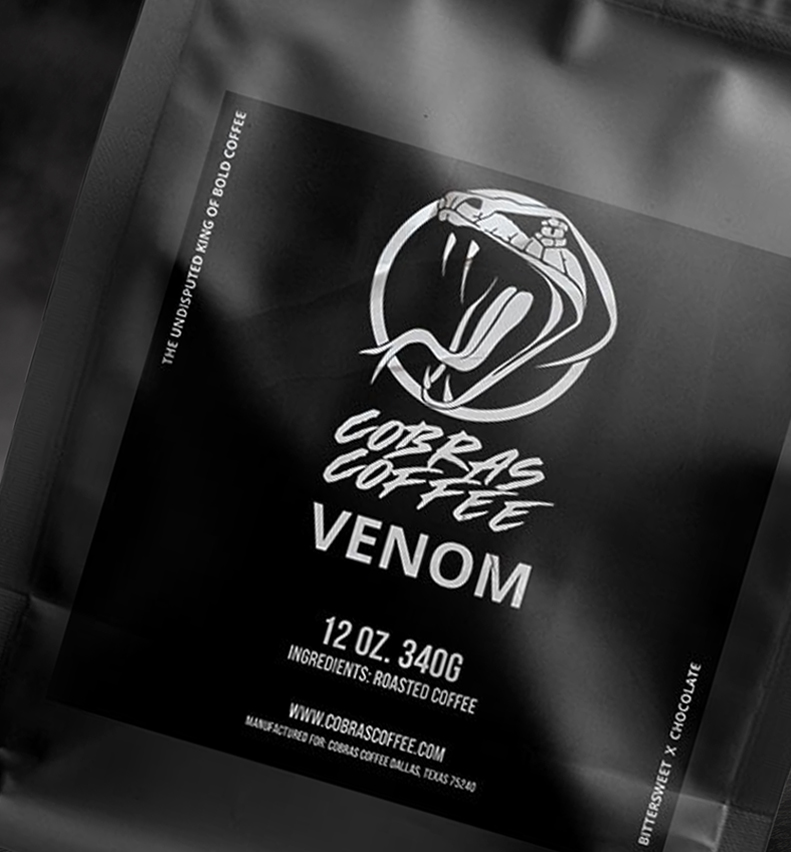 THE UNDISPUTED KING OF BOLD COFFEE
COBRAS
COFFEE
VENOM
12 OZ. 340G
INGREDIENTS: ROASTED COFFEE
WWW.COBRASCOFFEE.COM
MANUFACTURED FOR: COBRAS COFFEE DALLAS, TEXAS 75240
BITTERSWEET X CHOCOLATE